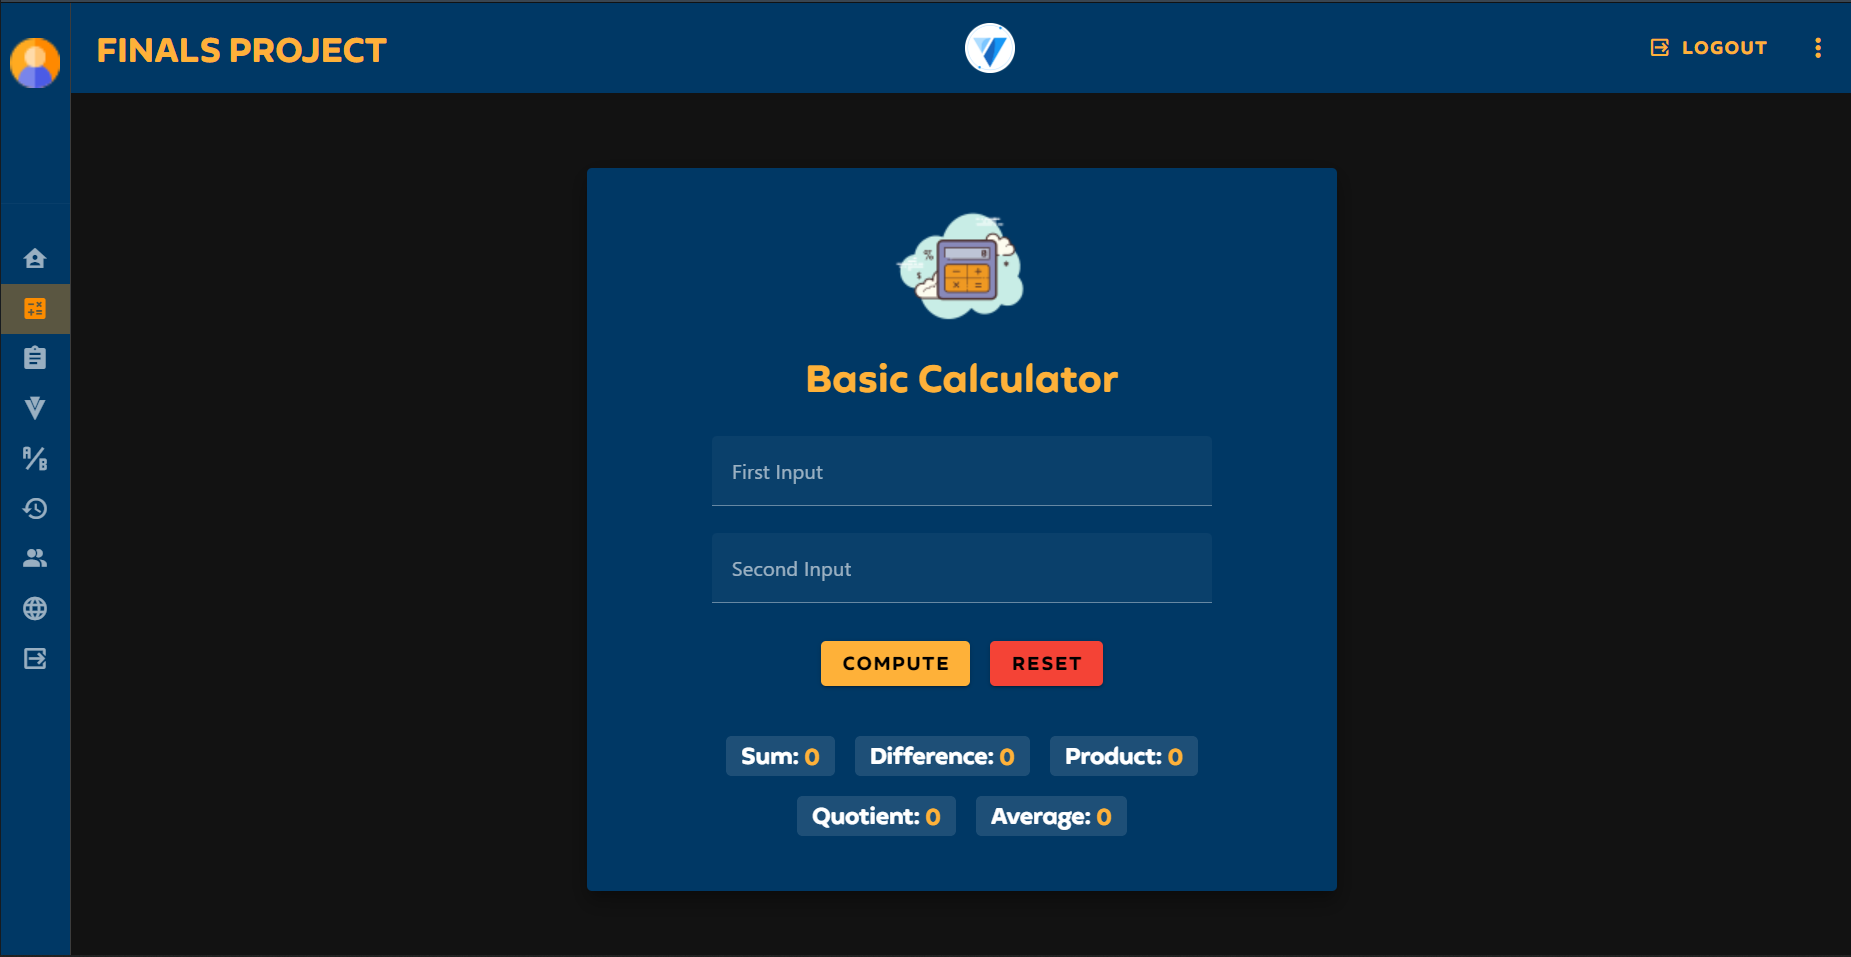 FINALS PROJECT
LOGOUT
Basic Calculator
First Input
Second Input
COMPUTE RESET
Sum: 0 Difference: 0 Product: 0
Quotient: 0 Average: 0